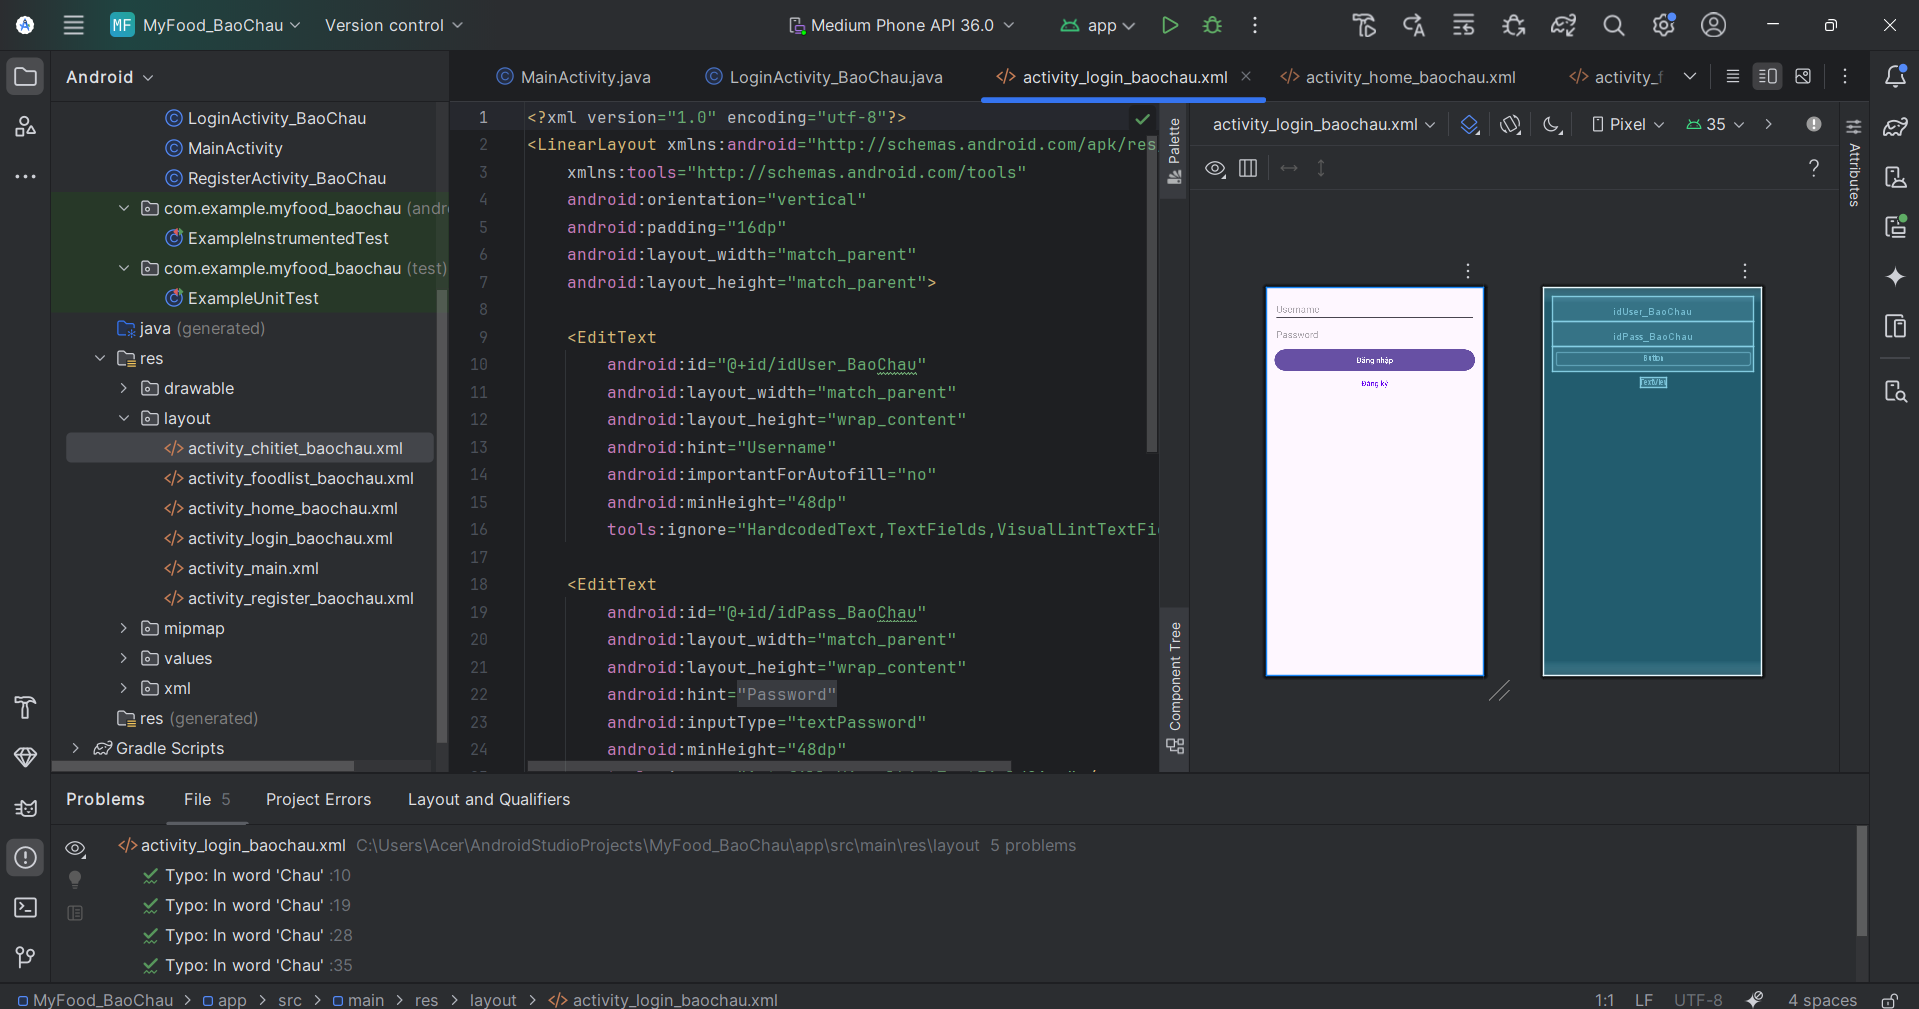 MF MyFood_BaoChau Version control Medium Phone API 36.0 app
Android
MainActivity.java LoginActivity_BaoChau.java activity_login_baochau.xml activity_home_baochau.xml activity_f
LoginActivity_BaoChau
MainActivity
RegisterActivity_BaoChau
com.example.myfood_baochau (andr
ExampleInstrumentedTest
com.example.myfood_baochau (test)
ExampleUnitTest
java (generated)
res
drawable
layout
activity_chitiet_baochau.xml
activity_foodlist_baochau.xml
activity_home_baochau.xml
activity_login_baochau.xml
activity_main.xml
activity_register_baochau.xml
mipmap
values
xml
res (generated)
Gradle Scripts
1 <?xml version="1.0" encoding="utf-8"?>
2 <LinearLayout xmlns:android="http://schemas.android.com/apk/res
3 xmlns:tools="http://schemas.android.com/tools"
4 android:orientation="vertical"
5 android:padding="16dp"
6 android:layout_width="match_parent"
7 android:layout_height="match_parent">
8
9 <EditText
10 android:id="@+id/idUser_BaoChau"
11 android:layout_width="match_parent"
12 android:layout_height="wrap_content"
13 android:hint="Username"
14 android:importantForAutofill="no"
15 android:minHeight="48dp"
16 tools:ignore="HardcodedText,TextFields,VisualLintTextFi
17
18 <EditText
19 android:id="@+id/idPass_BaoChau"
20 android:layout_width="match_parent"
21 android:layout_height="wrap_content"
22 android:hint="Password"
23 android:inputType="textPassword"
24 android:minHeight="48dp"
Palette
Component Tree
activity_login_baochau.xml Pixel 35
?
Attributes
Username
Password
Đăng nhập
Đăng ký
idUser_BaoChau
idPass_BaoChau
Button
TextView
Problems File 5 Project Errors Layout and Qualifiers
activity_login_baochau.xml C:\Users\Acer\AndroidStudioProjects\MyFood_BaoChau\app\src\main\res\layout 5 problems
Typo: In word 'Chau' :10
Typo: In word 'Chau' :19
Typo: In word 'Chau' :28
Typo: In word 'Chau' :35
MyFood_BaoChau > app > src > main > res > layout > activity_login_baochau.xml 1:1 LF UTF-8 4 spaces